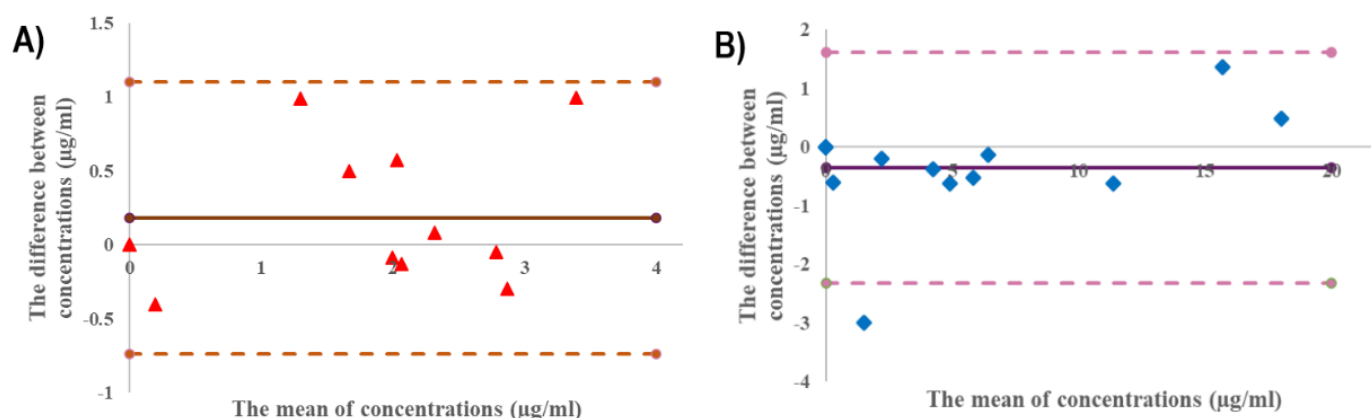 A)
The difference between
concentrations (µg/ml)
1.5
1
0.5
0
-0.5
-1
0 1 2 3 4
The mean of concentrations (µg/ml)
B)
The difference between
concentrations (µg/ml)
2
1
0
-1
-2
-3
-4
0 5 10 15 20
The mean of concentrations (µg/ml)